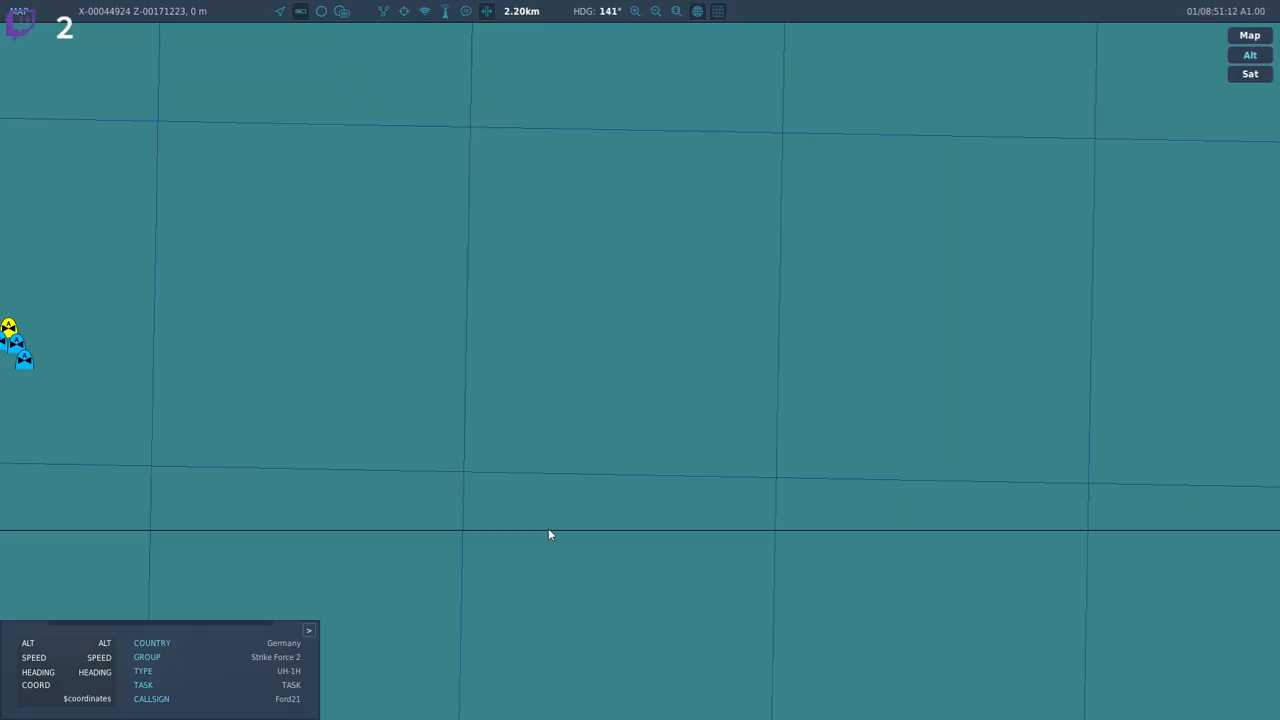 MAP X-00044924 Z-00171223, 0 m 2.20km HDG: 141° 01/08:51:12 A1.00
2
Map
Alt
Sat
>
ALT ALT COUNTRY Germany
SPEED SPEED GROUP Strike Force 2
HEADING HEADING TYPE UH-1H
COORD TASK TASK
$coordinates CALLSIGN Ford21